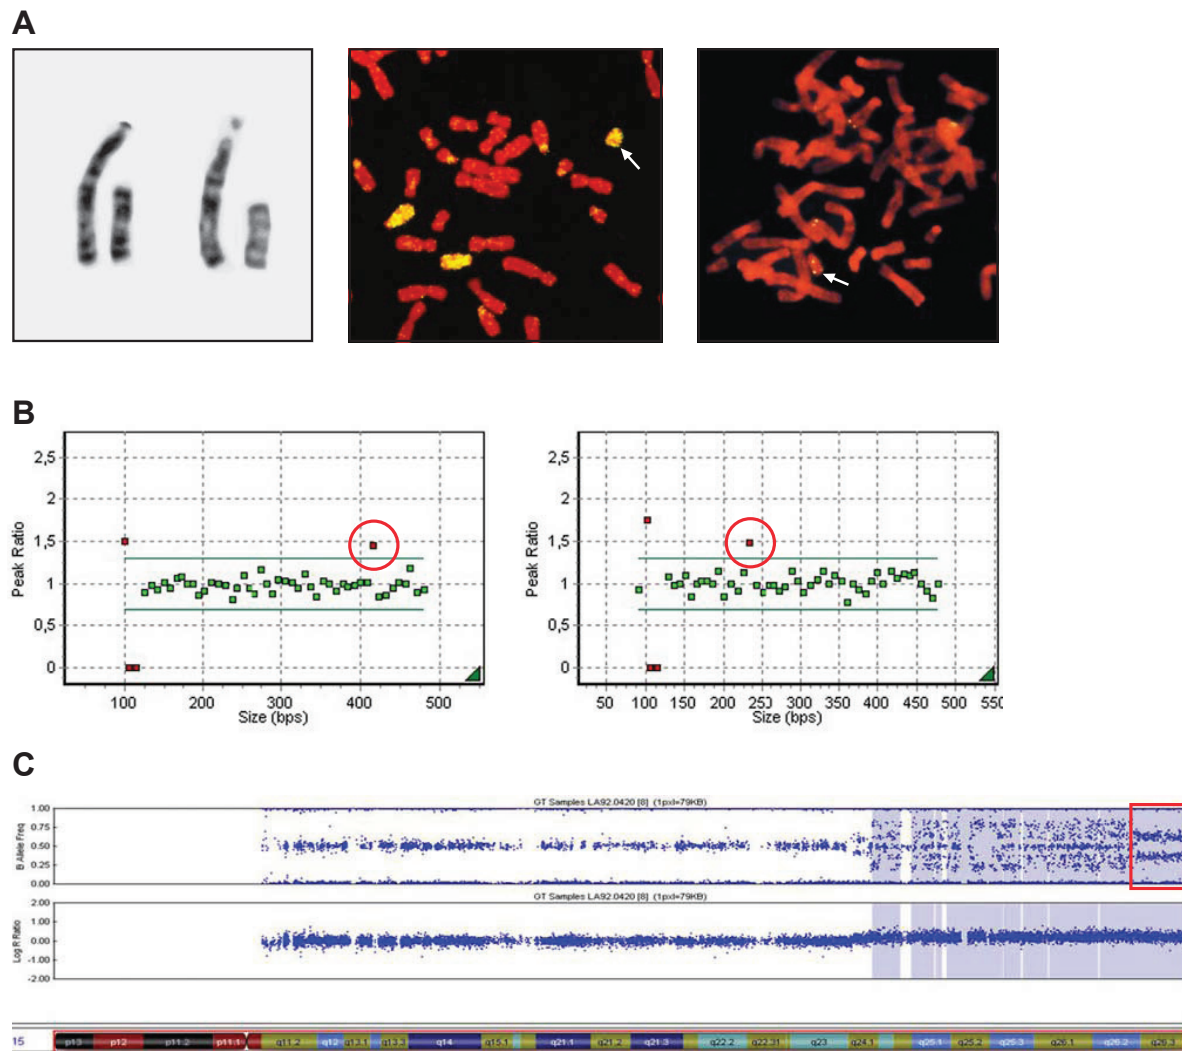 A
B
2,5
2
1,5
1
0,5
0
Peak Ratio
100 200 300 400 500
Size (bps)
2,5
2
1,5
1
0,5
0
Peak Ratio
50 100 150 200 250 300 350 400 450 500 550
Size (bps)
C
GT Samples LA92.0420 [8] (1pxl=79KB)
1.00
0.75
0.50
0.25
0.00
B Allele Freq
GT Samples LA92.0420 [8] (1pxl=79KB)
2.00
1.00
0.00
-1.00
-2.00
Log R Ratio
15 p13 p12 p11.2 p11.1 q11.2 q12 q13.1 q13.3 q14 q15.1 q21.1 q21.2 q21.3 q22.2 q22.31 q23 q24.1 q25.1 q25.2 q25.3 q26.1 q26.2 q26.3